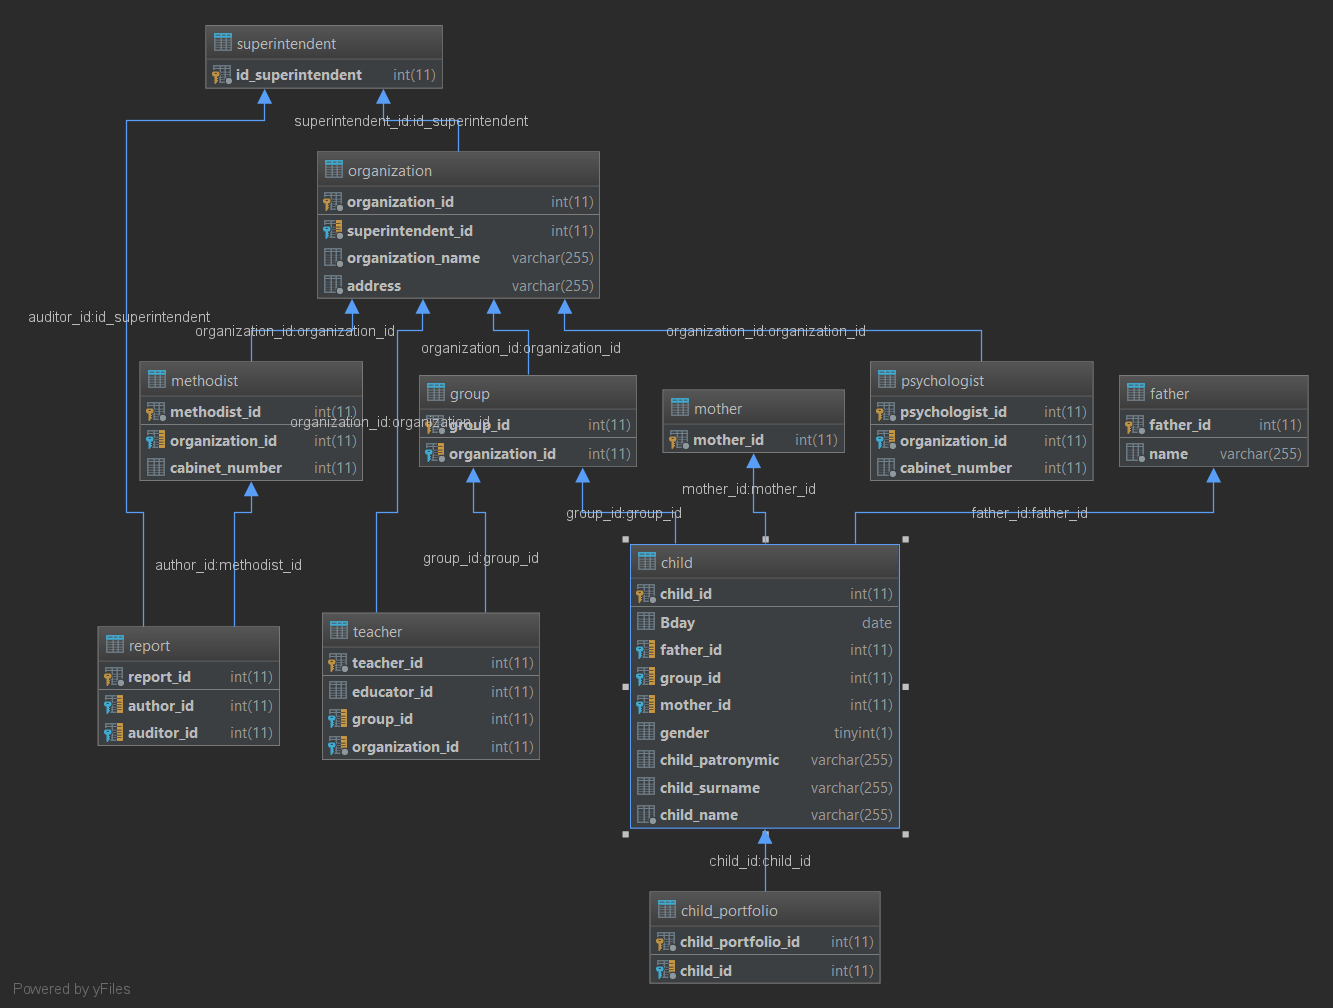 superintendent
id_superintendent int(11)
superintendent_id:id_superintendent
organization
organization_id int(11)
superintendent_id int(11)
organization_name varchar(255)
address varchar(255)
auditor_id:id_superintendent
organization_id:organization_id
organization_id:organization_id
organization_id:organization_id
methodist
methodist_id int(11)
organization_id int(11)
cabinet_number int(11)
organization_id:organization_id
group
group_id int(11)
organization_id int(11)
mother
mother_id int(11)
psychologist
psychologist_id int(11)
organization_id int(11)
cabinet_number int(11)
father
father_id int(11)
name varchar(255)
mother_id:mother_id
group_id:group_id
father_id:father_id
author_id:methodist_id
group_id:group_id
report
report_id int(11)
author_id int(11)
auditor_id int(11)
teacher
teacher_id int(11)
educator_id int(11)
group_id int(11)
organization_id int(11)
child
child_id int(11)
Bday date
father_id int(11)
group_id int(11)
mother_id int(11)
gender tinyint(1)
child_patronymic varchar(255)
child_surname varchar(255)
child_name varchar(255)
child_id:child_id
child_portfolio
child_portfolio_id int(11)
child_id int(11)
Powered by yFiles